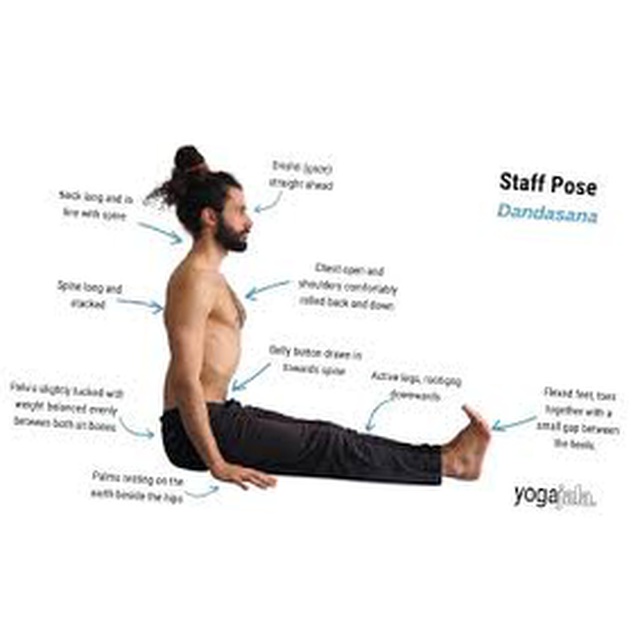 Staff Pose
Dandasana
Drishti (gaze)
straight ahead
Neck long and in
line with spine
Chest open and
shoulders comfortably
rolled back and down
Spine long and
stacked
Belly button drawn in
towards spine
Active legs, rooting
downwards
Pelvis slightly tucked with
weight balanced evenly
between both sit bones
Flexed feet, toes
together with a
small gap between
the heels.
Palms resting on the
earth beside the hips
yogajala